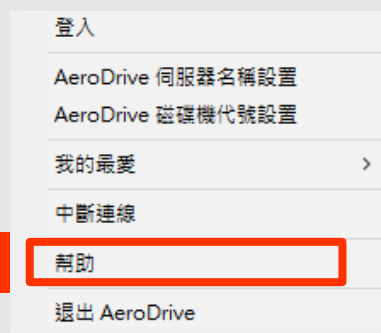 登入
AeroDrive 伺服器名稱設置
AeroDrive 磁碟機代號設置
我的最愛
中斷連線
幫助
退出 AeroDrive